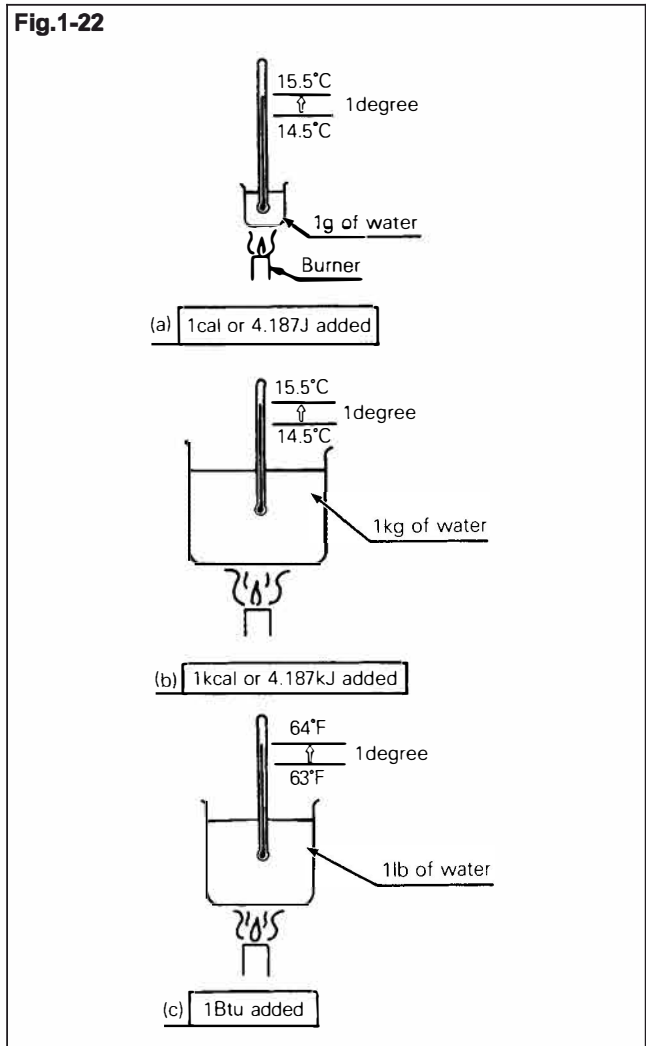 Fig.1-22
15.5°C
1degree
14.5°C
1g of water
Burner
(a) 1cal or 4.187J added
15.5°C
1degree
14.5°C
1kg of water
(b) 1kcal or 4.187kJ added
64°F
1degree
63°F
1lb of water
(c) 1Btu added